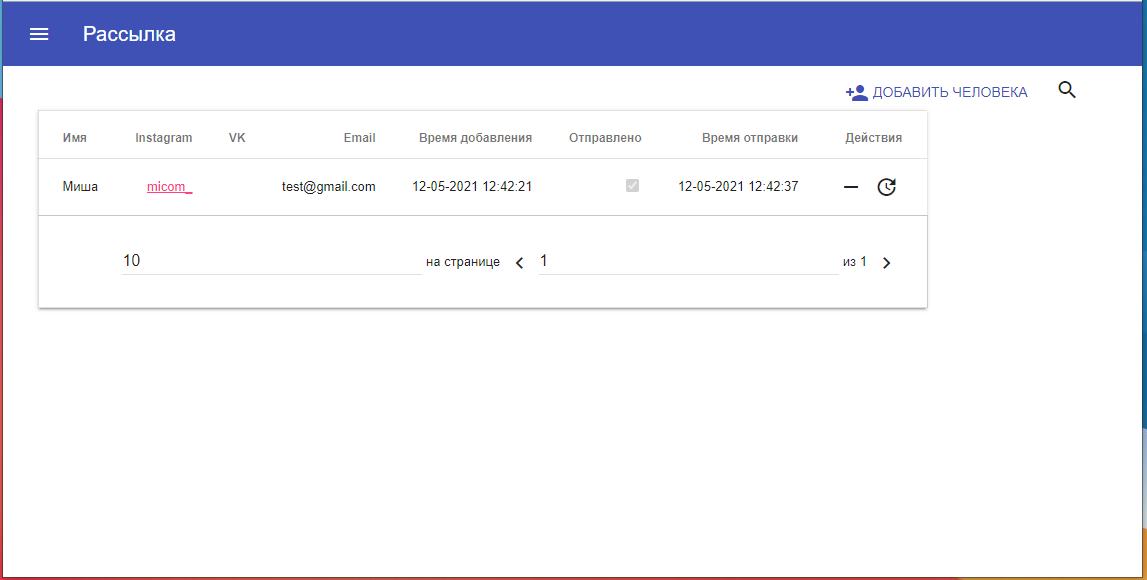 Рассылка
ДОБАВИТЬ ЧЕЛОВЕКА
Имя Instagram VK Email Время добавления Отправлено Время отправки Действия
Миша micom_ test@gmail.com 12-05-2021 12:42:21 12-05-2021 12:42:37
10 на странице 1 из 1